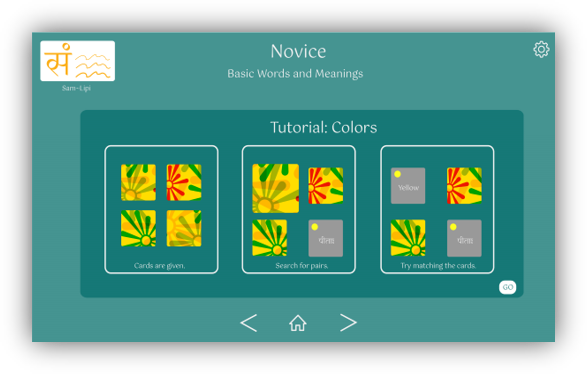 सं
Sam-Lipi
Novice
Basic Words and Meanings
Tutorial: Colors
Cards are given.
पीला
Search for pairs.
Yellow
पीला
Try matching the cards.
GO